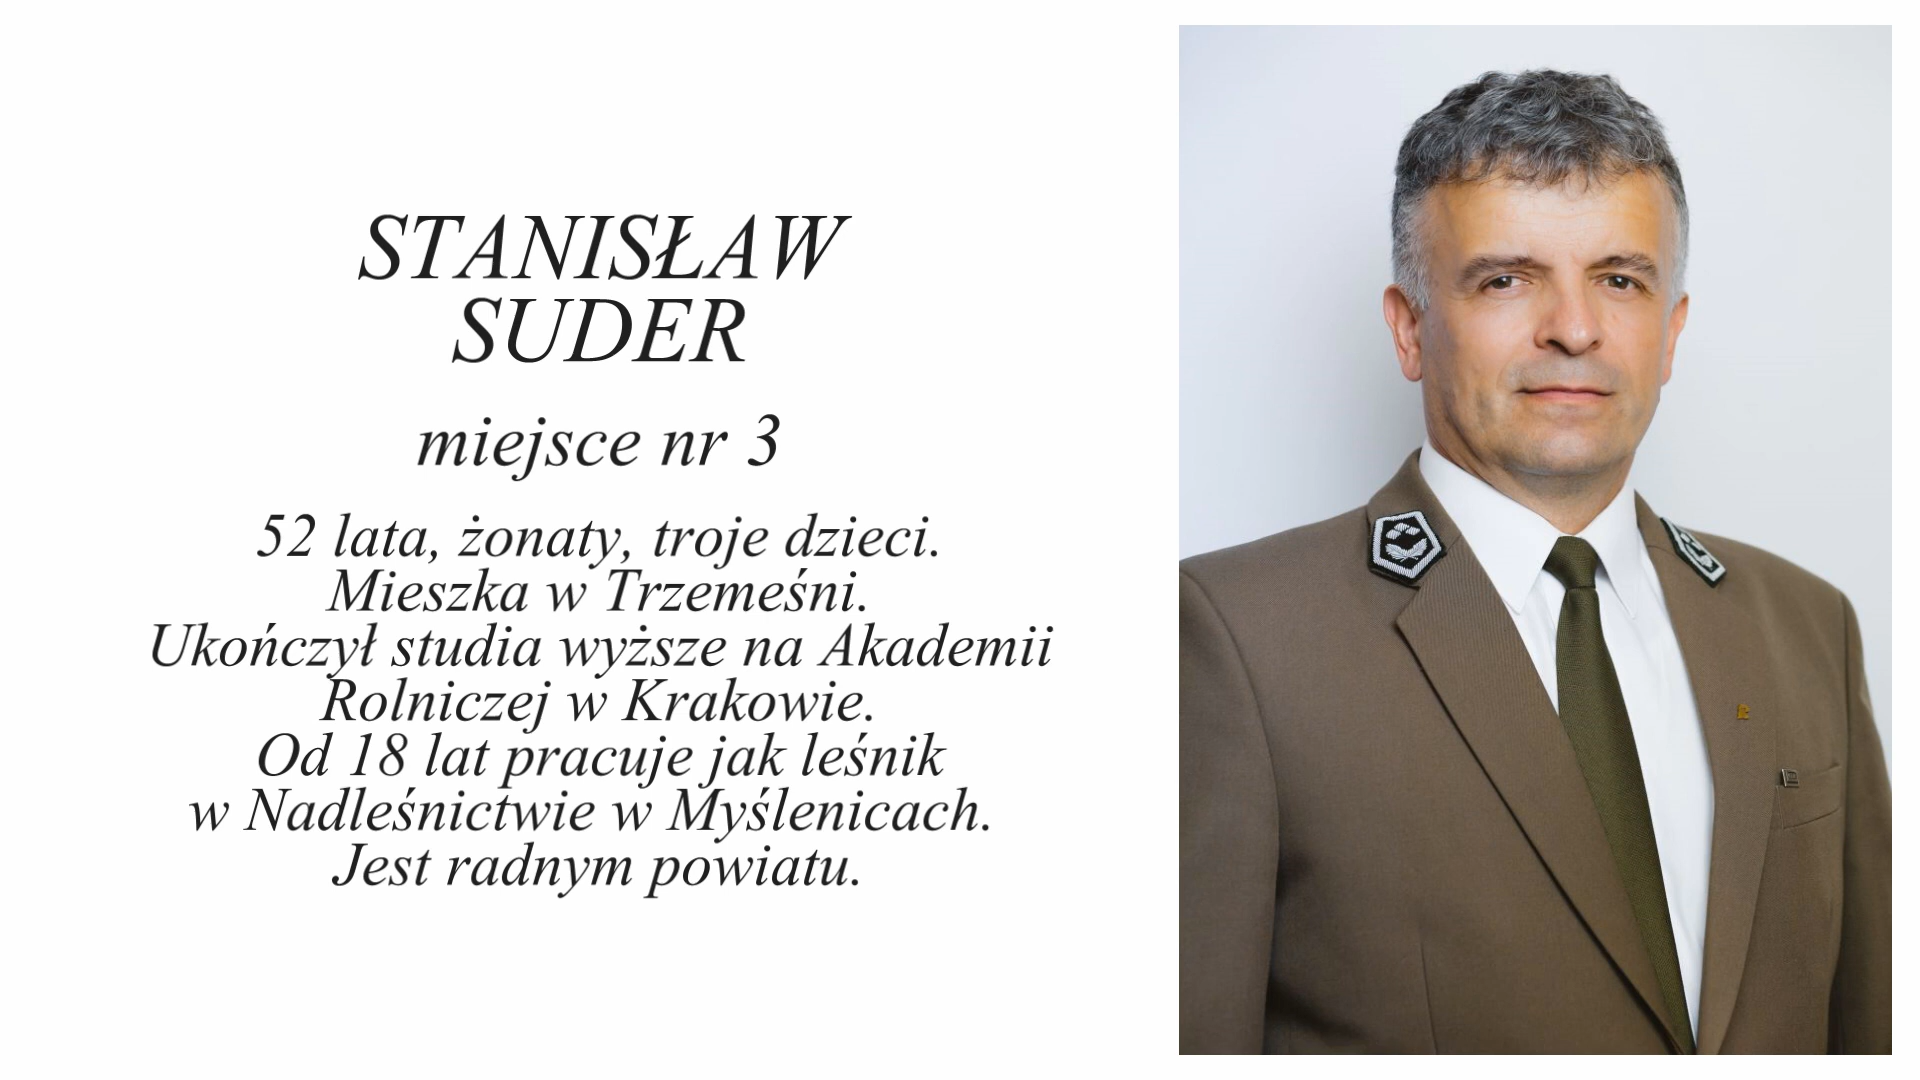 STANISŁAW
SUDER
miejsce nr 3
52 lata, żonaty, troje dzieci.
Mieszka w Trzemeśni.
Ukończył studia wyższe na Akademii
Rolniczej w Krakowie.
Od 18 lat pracuje jak leśnik
w Nadleśnictwie w Myślenicach.
Jest radnym powiatu.